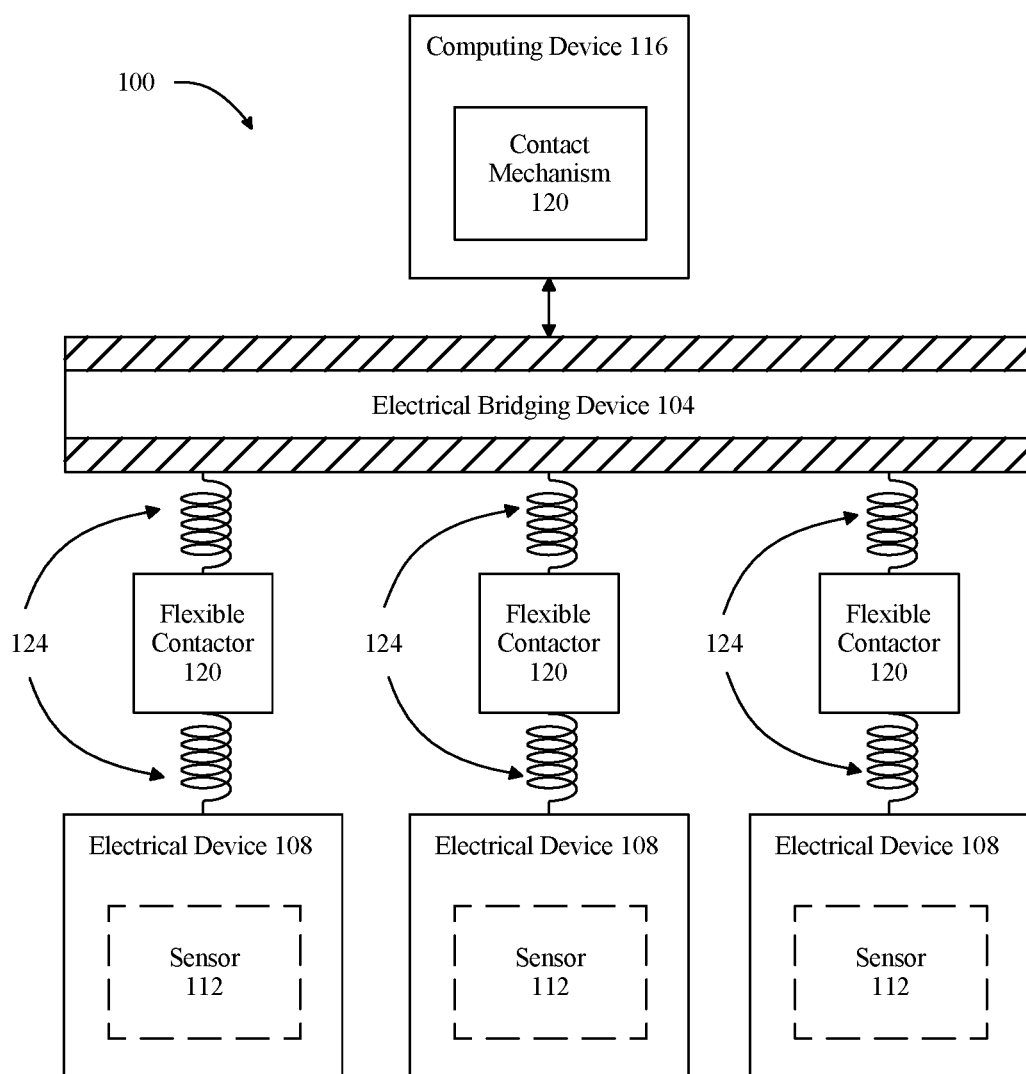 Computing Device 116
100
Contact
Mechanism
120
Electrical Bridging Device 104
Flexible
Contactor
120
Flexible
Contactor
120
Flexible
Contactor
120
124
124
124
Electrical Device 108
Electrical Device 108
Electrical Device 108
Sensor
112
Sensor
112
Sensor
112